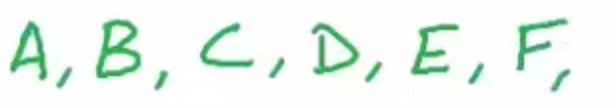 A, B, C, D, E, F,